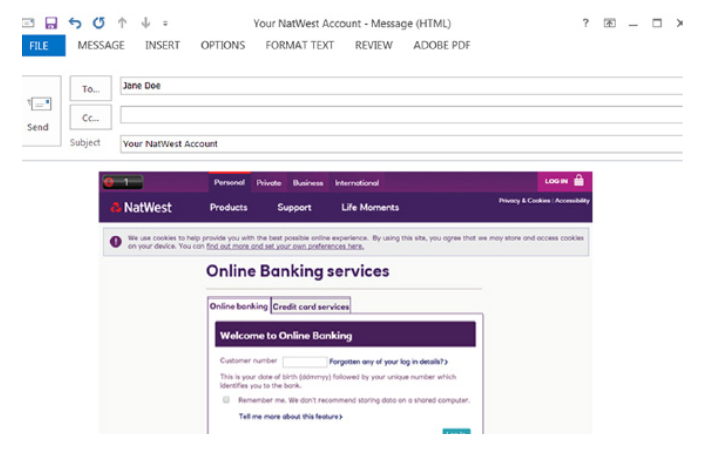 Your NatWest Account - Message (HTML) ?
FILE MESSAGE INSERT OPTIONS FORMAT TEXT REVIEW ADOBE PDF
Send
To... Jane Doe
Cc...
Subject Your NatWest Account
1 Personal Private Business International LOG IN
NatWest Products Support Life Moments Privacy & Cookies Accessibility
We use cookies to help provide you with the best possible online experience. By using this site, you agree that we may store and access cookies
on your device. You can find out more and set your own preferences here.
Online Banking services
Online banking Credit card services
Welcome to Online Banking
Customer number Forgotten any of your log in details?
This is your date of birth (ddmmyy) followed by your unique number which
identifies you to the bank.
Remember me. We don't recommend storing data on a shared computer.
Tell me more about this feature